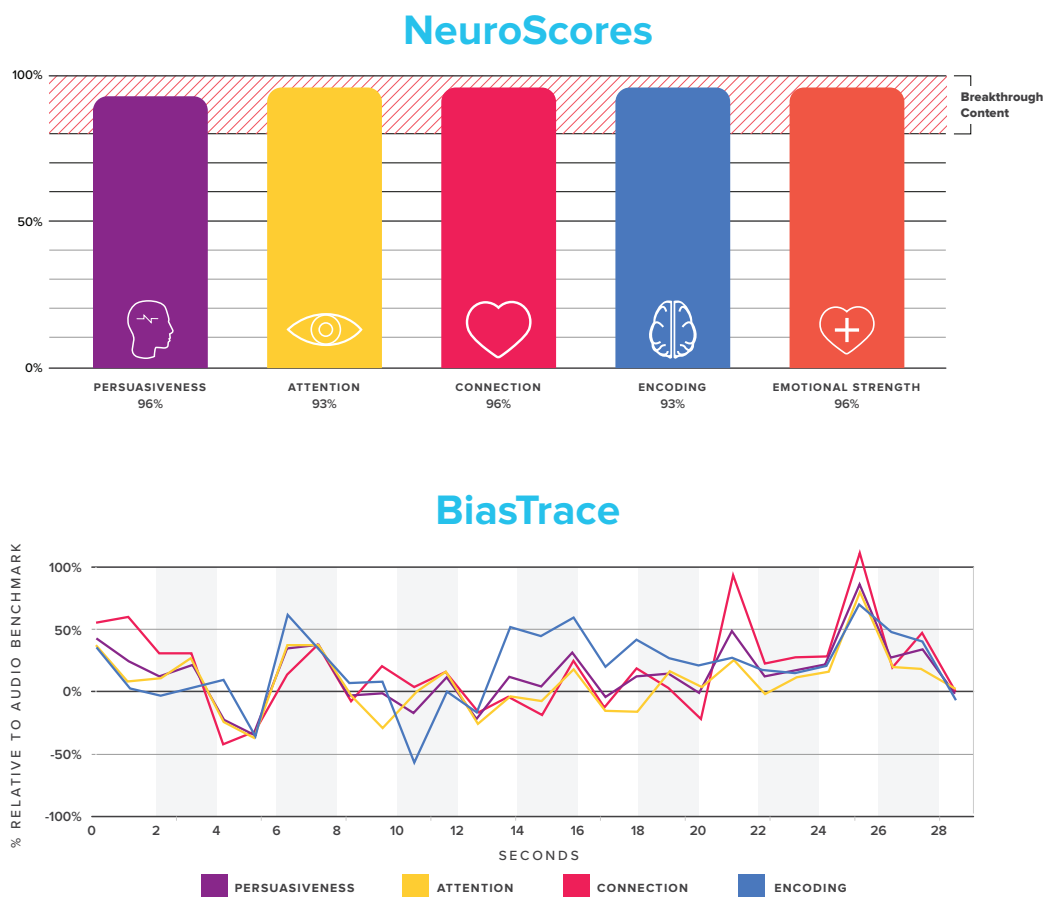 NeuroScores
100%
Breakthrough
Content
50%
0%
PERSUASIVENESS
96%
ATTENTION
93%
CONNECTION
96%
ENCODING
93%
EMOTIONAL STRENGTH
96%
BiasTrace
% RELATIVE TO AUDIO BENCHMARK
100%
50%
0%
-50%
-100%
0 2 4 6 8 10 12 14 16 18 20 22 24 26 28
SECONDS
PERSUASIVENESS ATTENTION CONNECTION ENCODING